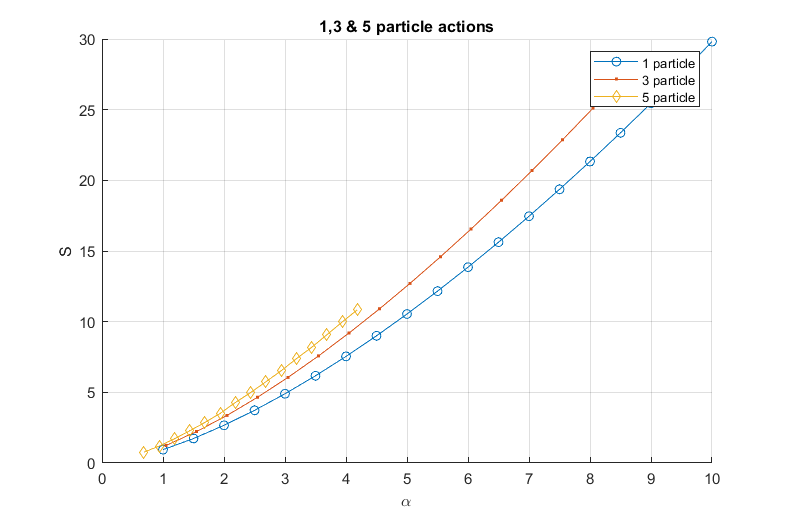 1,3 & 5 particle actions
30
25
20
15
10
5
0
S
1 particle
3 particle
5 particle
0 1 2 3 4 5 6 7 8 9 10
α